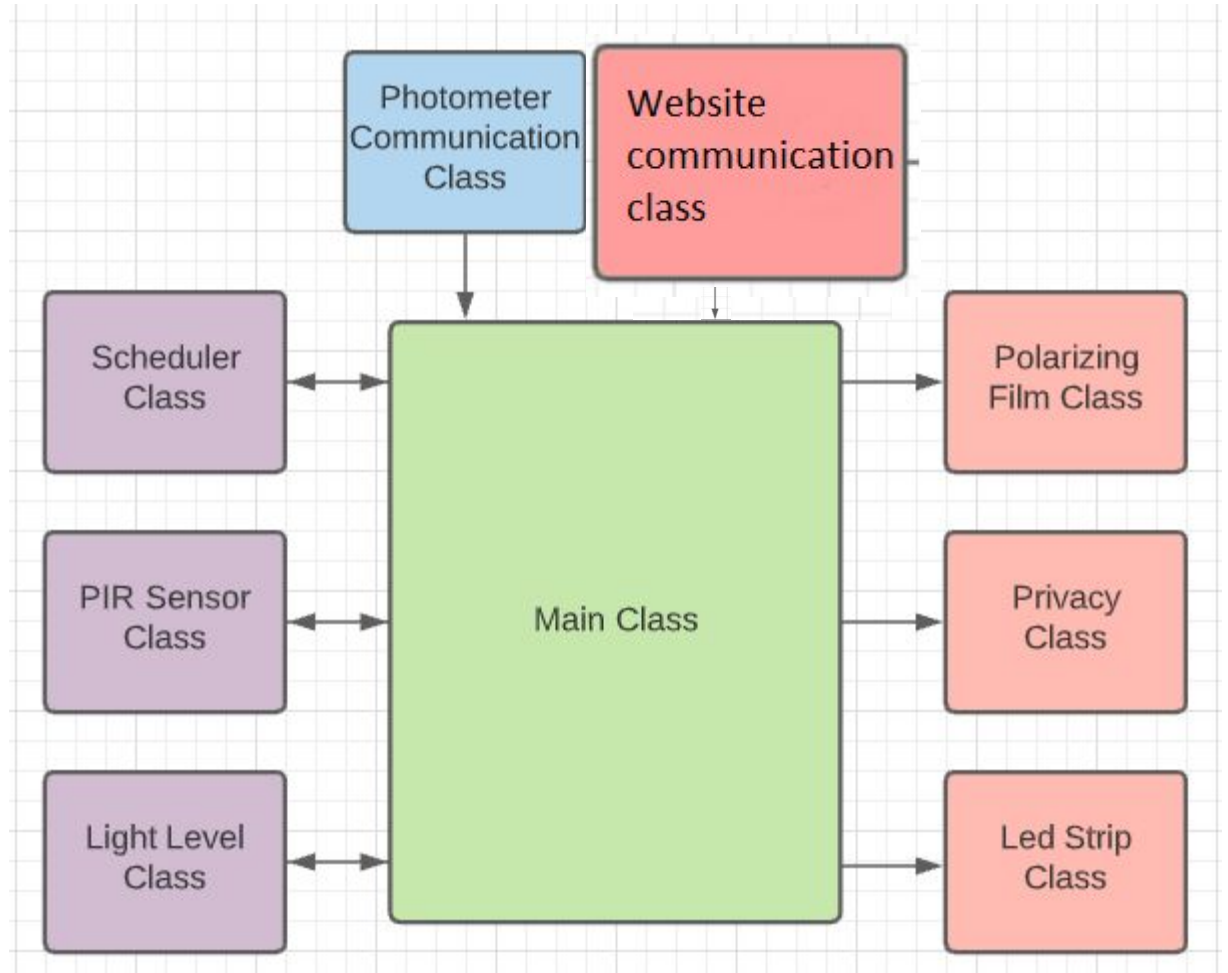 Photometer
Communication
Class
Website
communication
class
Scheduler
Class
Polarizing
Film Class
PIR Sensor
Class
Main Class
Privacy
Class
Light Level
Class
Led Strip
Class